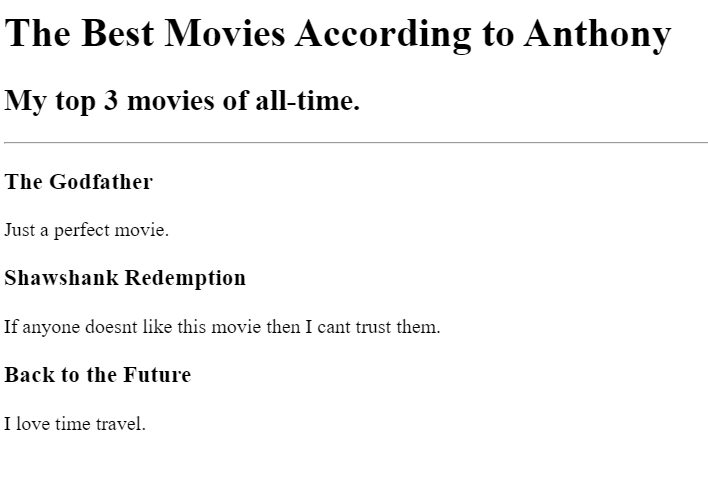 The Best Movies According to Anthony
My top 3 movies of all-time.
The Godfather
Just a perfect movie.
Shawshank Redemption
If anyone doesnt like this movie then I cant trust them.
Back to the Future
I love time travel.